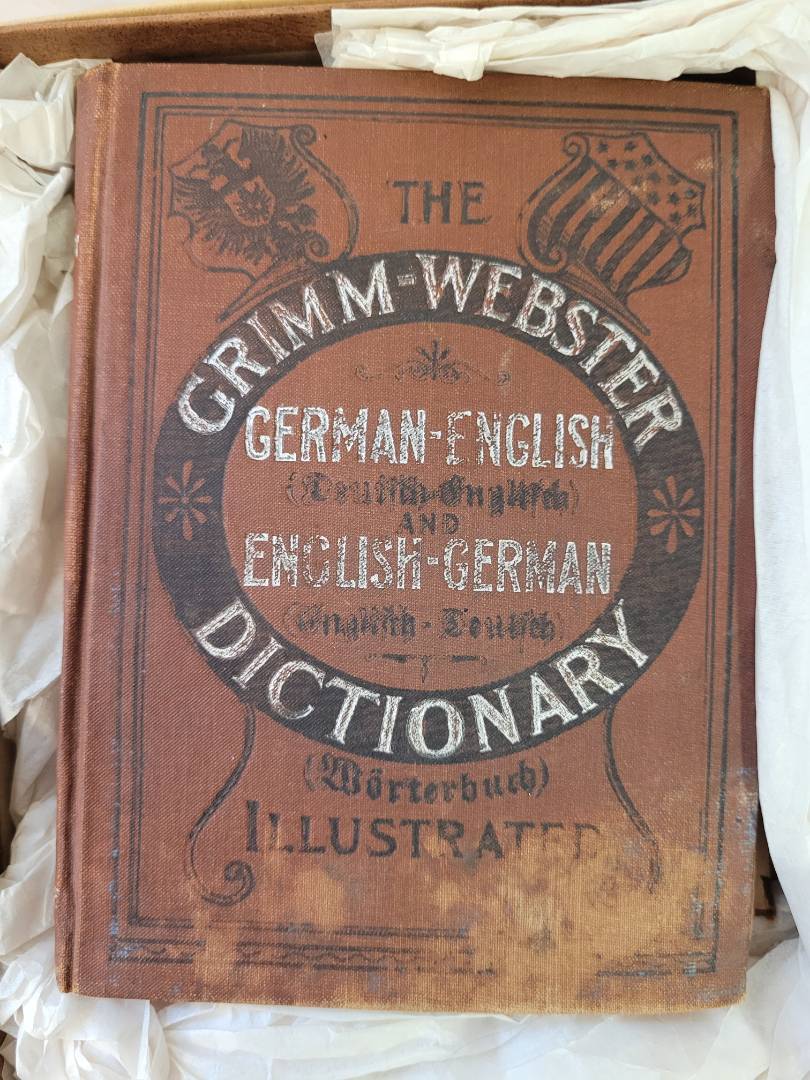 THE
GRIMM-WEBSTER
GERMAN-ENGLISH
(Deutsch-Englisch)
AND
ENGLISH-GERMAN
(Englisch-Deutsch)
DICTIONARY
(Wörterbuch)
ILLUSTRATED